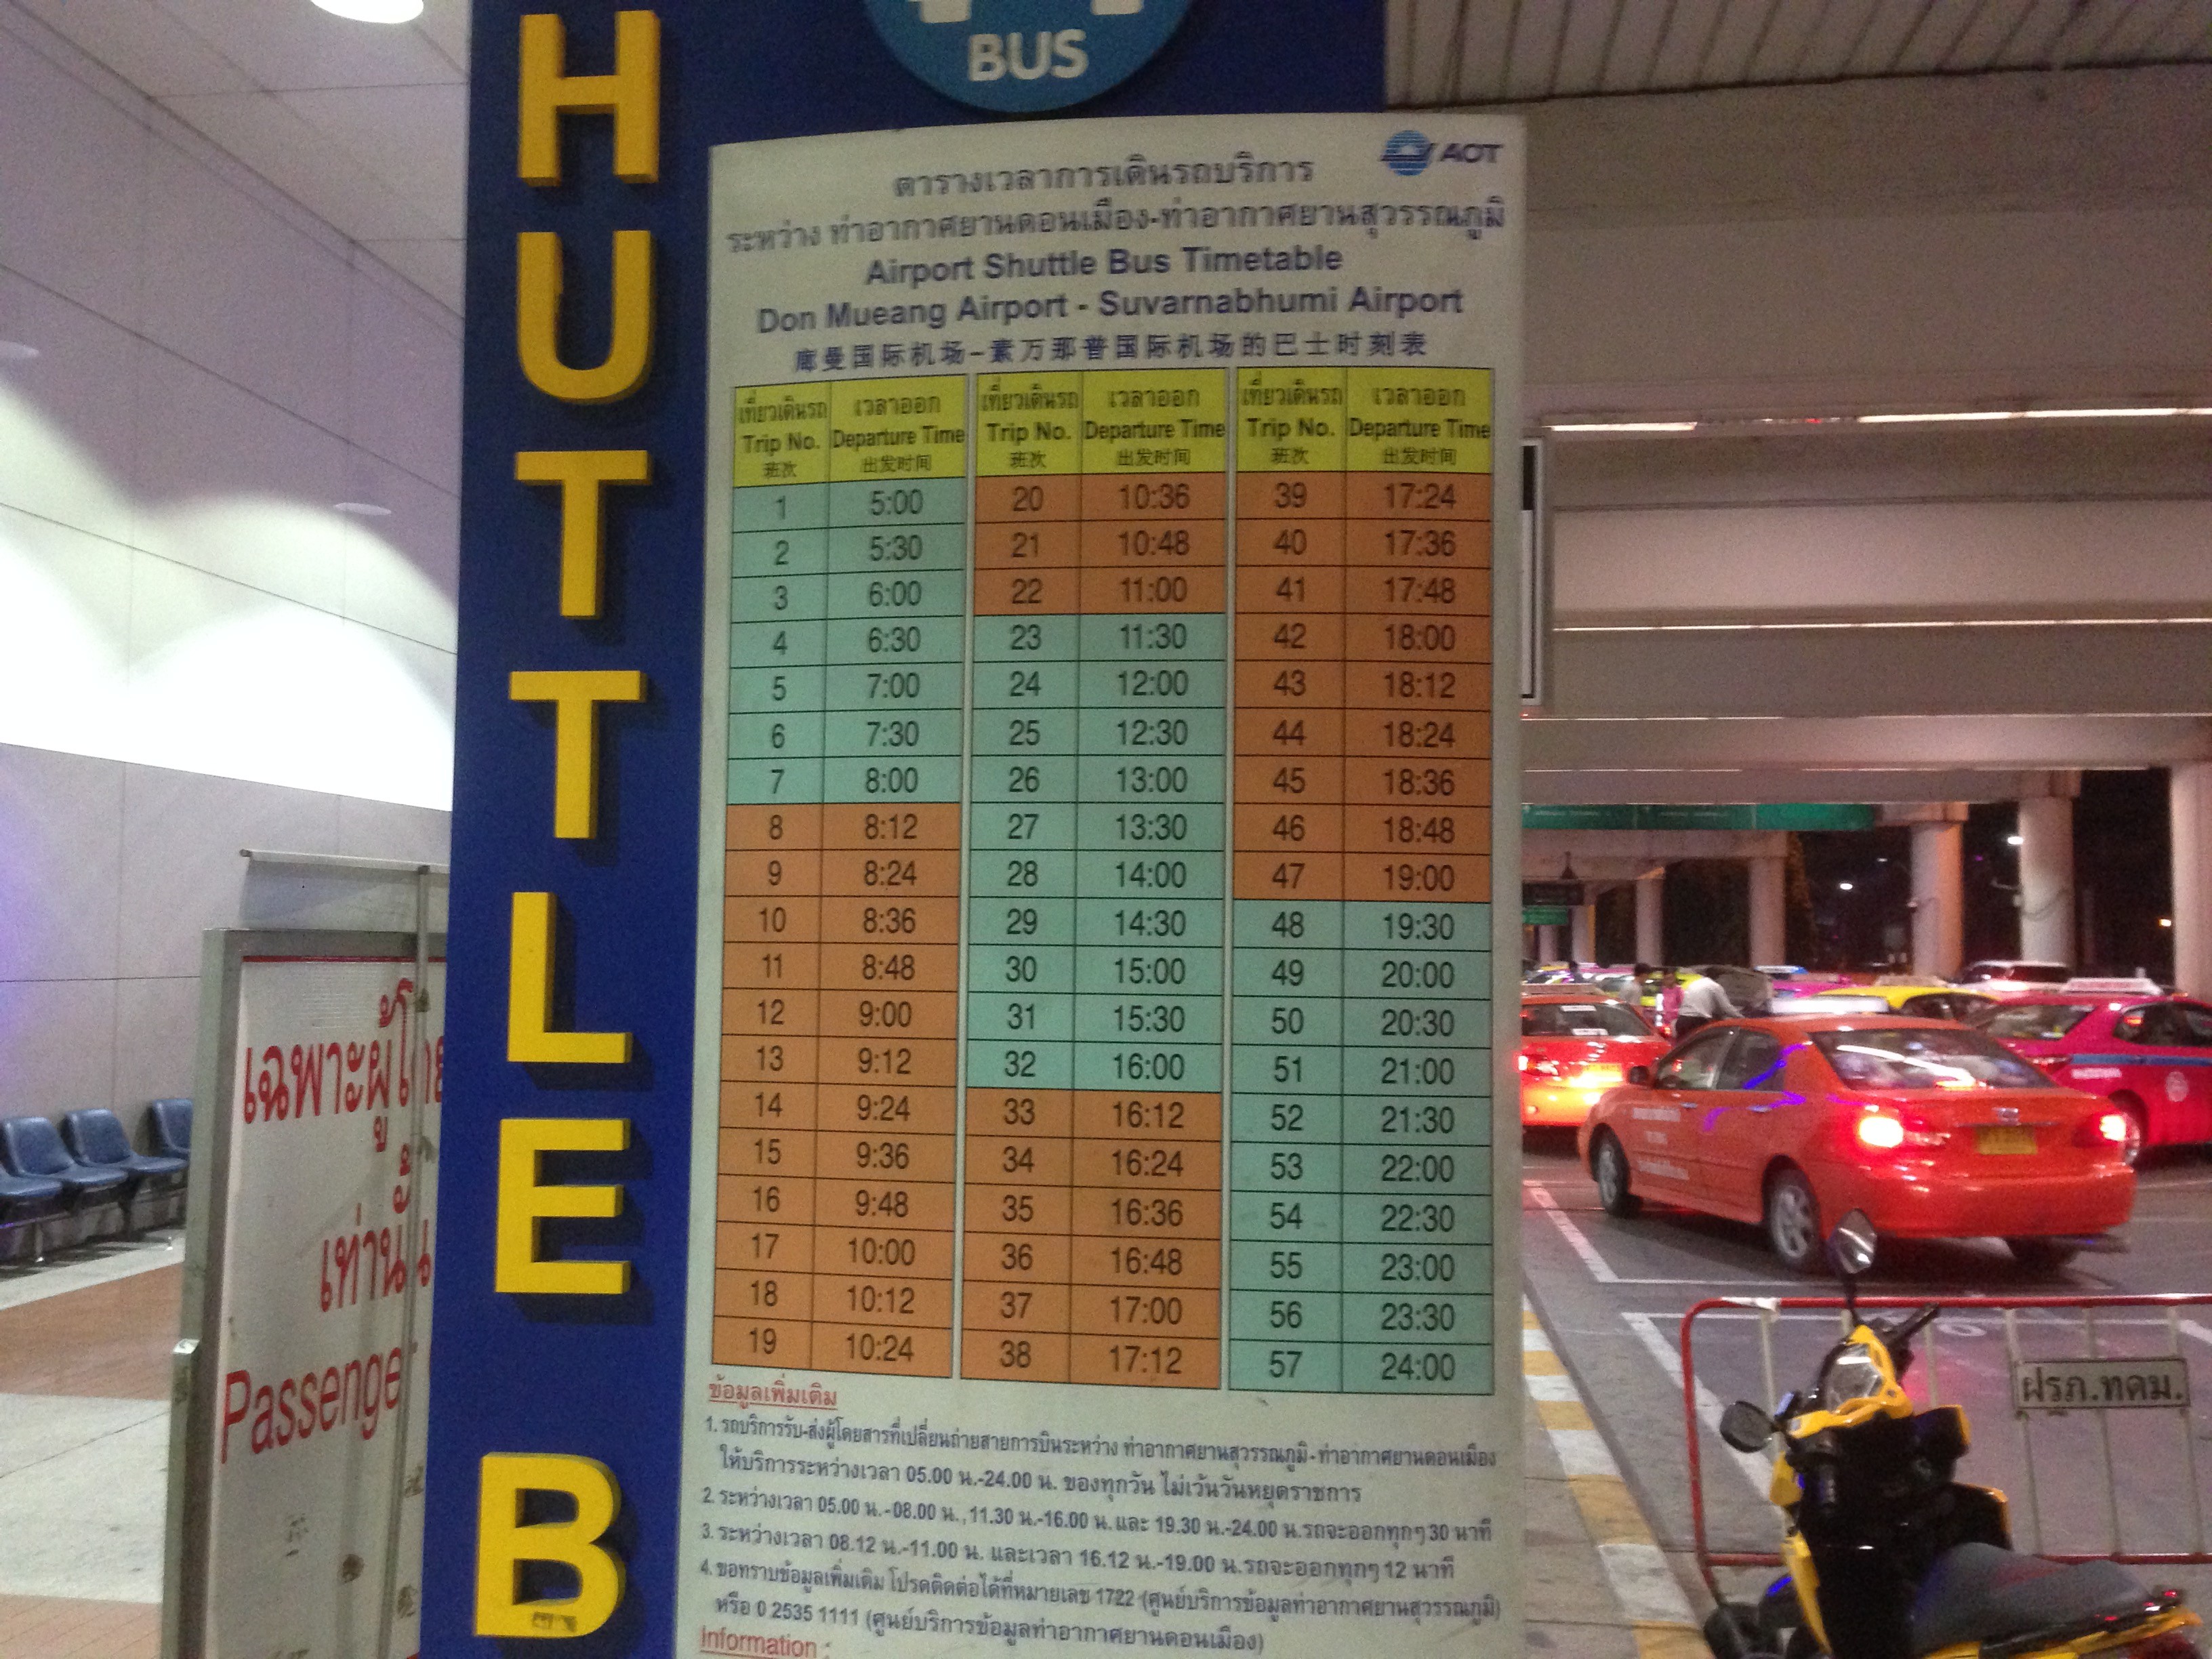 HUTTLE B
BUS
AOT
ตารางเวลาการเดินรถบริการ
ระหว่าง ท่าอากาศยานดอนเมือง-ท่าอากาศยานสุวรรณภูมิ
Airport Shuttle Bus Timetable
Don Mueang Airport - Suvarnabhumi Airport
廊曼国际机场-素万那普国际机场的巴士时刻表
เที่ยวเดินรถ เวลาออก เที่ยวเดินรถ เวลาออก เที่ยวเดินรถ เวลาออก
Trip No. Departure Time Trip No. Departure Time Trip No. Departure Time
班次 出发时间 班次 出发时间 班次 出发时间
1 5:00 20 10:36 39 17:24
2 5:30 21 10:48 40 17:36
3 6:00 22 11:00 41 17:48
4 6:30 23 11:30 42 18:00
5 7:00 24 12:00 43 18:12
6 7:30 25 12:30 44 18:24
7 8:00 26 13:00 45 18:36
8 8:12 27 13:30 46 18:48
9 8:24 28 14:00 47 19:00
10 8:36 29 14:30 48 19:30
11 8:48 30 15:00 49 20:00
12 9:00 31 15:30 50 20:30
13 9:12 32 16:00 51 21:00
14 9:24 33 16:12 52 21:30
15 9:36 34 16:24 53 22:00
16 9:48 35 16:36 54 22:30
17 10:00 36 16:48 55 23:00
18 10:12 37 17:00 56 23:30
19 10:24 38 17:12 57 24:00
ข้อมูลเพิ่มเติม
1. รถบริการรับ-ส่งผู้โดยสารที่เปลี่ยนถ่ายสายการบินระหว่าง ท่าอากาศยานสุวรรณภูมิ - ท่าอากาศยานดอนเมือง
ให้บริการระหว่างเวลา 05.00 น.-24.00 น. ของทุกวัน ไม่เว้นวันหยุดราชการ
2. ระหว่างเวลา 05.00 น.-08.00 น., 11.30 น.-16.00 น. และ 19.30 น.-24.00 น. รถจะออกทุกๆ 30 นาที
3. ระหว่างเวลา 08.12 น.-11.00 น. และเวลา 16.12 น.-19.00 น. รถจะออกทุกๆ 12 นาที
4. ขอทราบข้อมูลเพิ่มเติม โปรดติดต่อได้ที่หมายเลข 1722 (ศูนย์บริการข้อมูลท่าอากาศยานสุวรรณภูมิ)
หรือ 0 2535 1111 (ศูนย์บริการข้อมูลท่าอากาศยานดอนเมือง)
Information :
เฉพาะผู้โดย
เท่านั้น
Passenge
ฝรภ.ทดม.